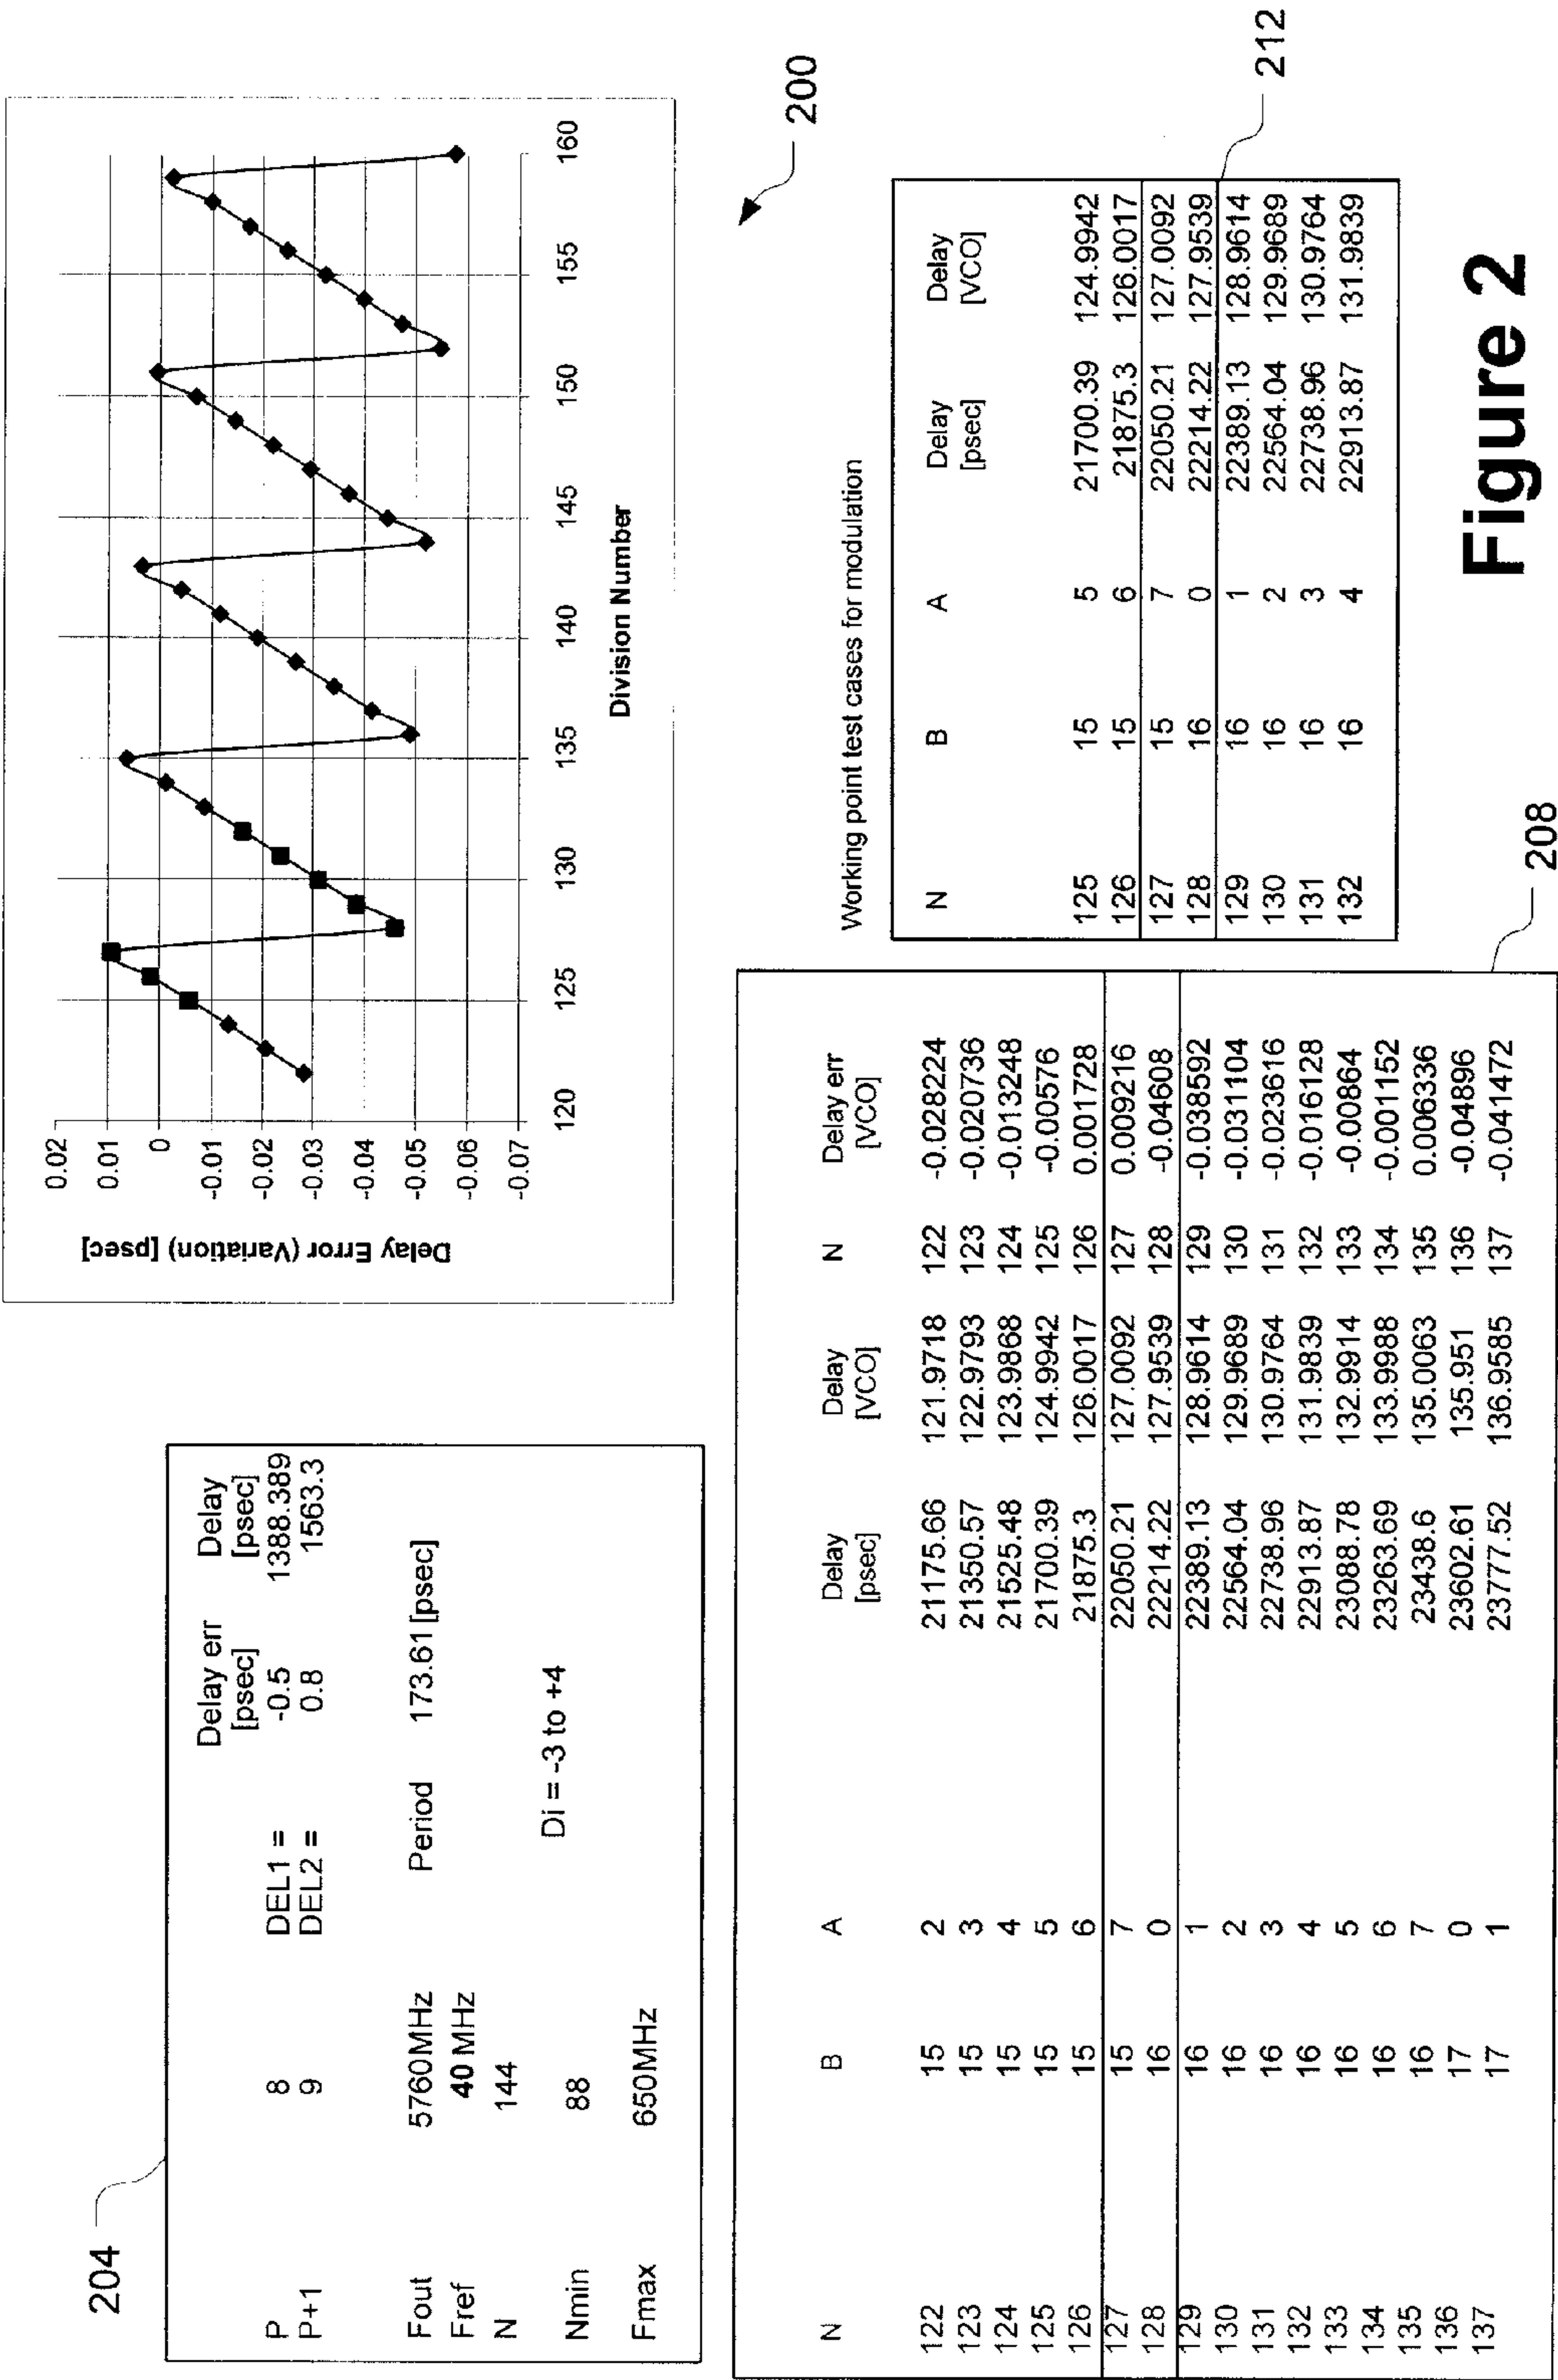 204
Delay err Delay
[psec] [psec]
P 8 DEL1 = -0.5 1388.389
P+1 9 DEL2 = 0.8 1563.3
Fout 5760MHz Period 173.61[psec]
Fref 40 MHz
N 144
Di = -3 to +4
Nmin 88
Fmax 650MHz
Delay Error (Variation) [psec]
0.02
0.01
0
-0.01
-0.02
-0.03
-0.04
-0.05
-0.06
-0.07
120 125 130 135 140 145 150 155 160
Division Number
200
N B A Delay Delay N Delay err
[psec] [VCO] [VCO]
122 15 2 21175.66 121.9718 122 -0.028224
123 15 3 21350.57 122.9793 123 -0.020736
124 15 4 21525.48 123.9868 124 -0.013248
125 15 5 21700.39 124.9942 125 -0.00576
126 15 6 21875.3 126.0017 126 0.001728
127 15 7 22050.21 127.0092 127 0.009216
128 16 0 22214.22 127.9539 128 -0.04608
129 16 1 22389.13 128.9614 129 -0.038592
130 16 2 22564.04 129.9689 130 -0.031104
131 16 3 22738.96 130.9764 131 -0.023616
132 16 4 22913.87 131.9839 132 -0.016128
133 16 5 23088.78 132.9914 133 -0.00864
134 16 6 23263.69 133.9988 134 -0.001152
135 16 7 23438.6 135.0063 135 0.006336
136 17 0 23602.61 135.951 136 -0.04896
137 17 1 23777.52 136.9585 137 -0.041472
208
Working point test cases for modulation
N B A Delay Delay
[psec] [VCO]
125 15 5 21700.39 124.9942
126 15 6 21875.3 126.0017
127 15 7 22050.21 127.0092
128 16 0 22214.22 127.9539
129 16 1 22389.13 128.9614
130 16 2 22564.04 129.9689
131 16 3 22738.96 130.9764
132 16 4 22913.87 131.9839
212
Figure 2